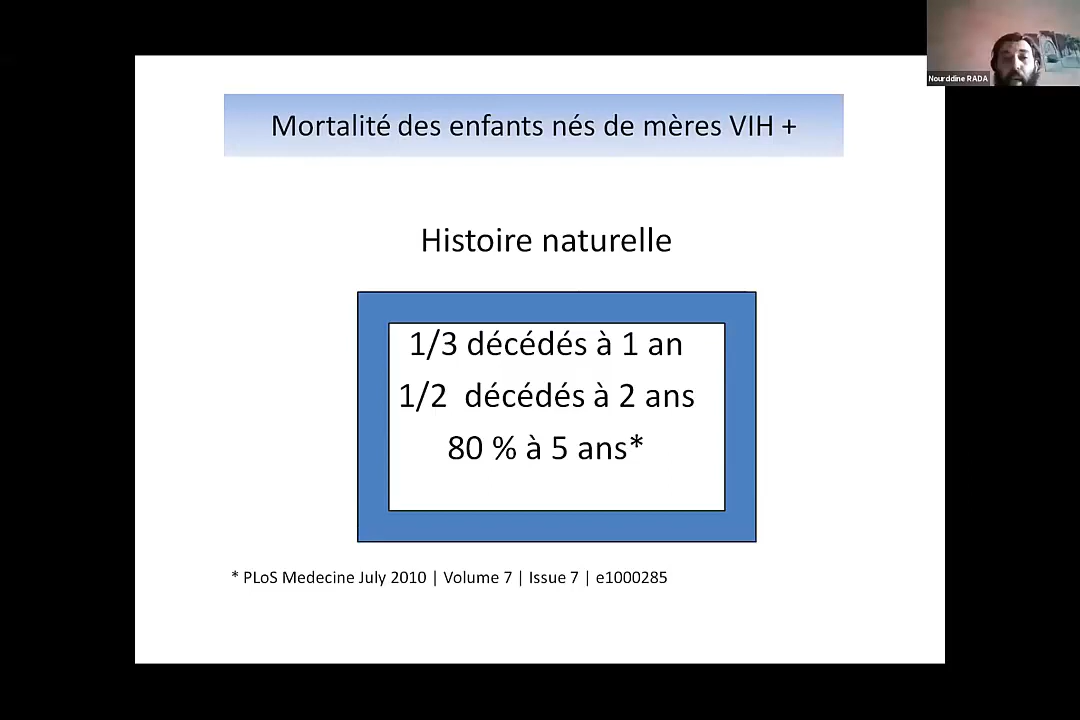 Nourddine RADA
Mortalité des enfants nés de mères VIH +
Histoire naturelle
1/3 décédés à 1 an
1/2 décédés à 2 ans
80 % à 5 ans*
* PLoS Medecine July 2010 | Volume 7 | Issue 7 | e1000285